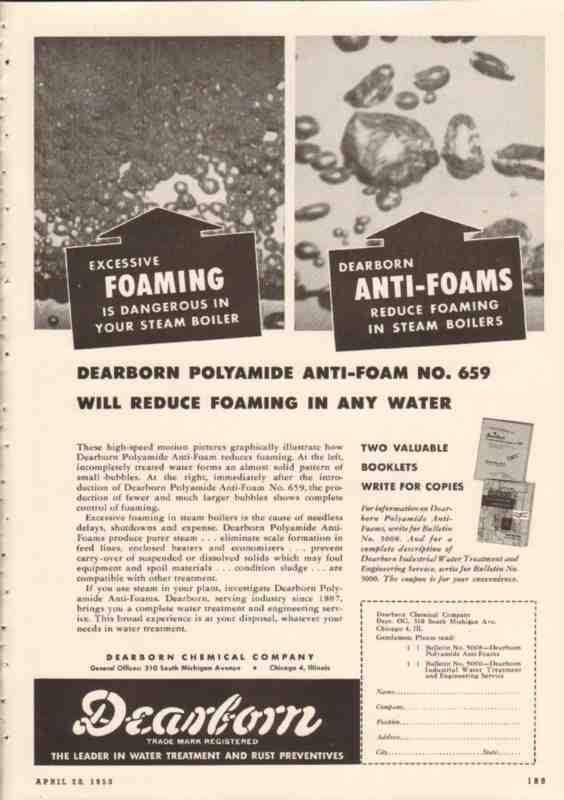 EXCESSIVE
FOAMING
IS DANGEROUS IN
YOUR STEAM BOILER
DEARBORN
ANTI-FOAMS
REDUCE FOAMING
IN STEAM BOILERS
DEARBORN POLYAMIDE ANTI-FOAM NO. 659
WILL REDUCE FOAMING IN ANY WATER
These high-speed motion pictures graphically illustrate how
Dearborn Polyamide Anti-Foam reduces foaming. At the left,
incompletely treated water forms an almost solid pattern of
small bubbles. At the right, immediately after the intro-
duction of Dearborn Polyamide Anti-Foam No. 659, the pro-
duction of fewer and much larger bubbles shows complete
control of foaming.
Excessive foaming in steam boilers is the cause of needless
delays, shutdowns and expense. Dearborn Polyamide Anti-
Foams produce purer steam . . . eliminate scale formation in
feed lines, enclosed heaters and economizers . . . prevent
carry-over of suspended or dissolved solids which may foul
equipment and spoil materials . . . condition sludge . . . are
compatible with other treatment.
If you use steam in your plant, investigate Dearborn Poly-
amide Anti-Foams. Dearborn, serving industry since 1887,
brings you a complete water treatment and engineering serv-
ice. This broad experience is at your disposal, whatever your
needs in water treatment.
DEARBORN CHEMICAL COMPANY
General Offices: 310 South Michigan Avenue • Chicago 4, Illinois
Dearborn
TRADE MARK REGISTERED
THE LEADER IN WATER TREATMENT AND RUST PREVENTIVES
TWO VALUABLE
BOOKLETS
WRITE FOR COPIES
For information on Dear-
born Polyamide Anti-
Foams, write for Bulletin
No. 5008. And for a
complete description of
Dearborn Industrial Water Treatment and
Engineering Service, write for Bulletin No.
5000. The coupon is for your convenience.
Dearborn Chemical Company
Dept. OG, 310 South Michigan Ave.
Chicago 4, Ill.
Gentlemen: Please send:
[ ] Bulletin No. 5008—Dearborn
Polyamide Anti-Foams
[ ] Bulletin No. 5000—Dearborn
Industrial Water Treatment
and Engineering Service
Name
Company
Position
Address
City State
APRIL 20, 1950
189